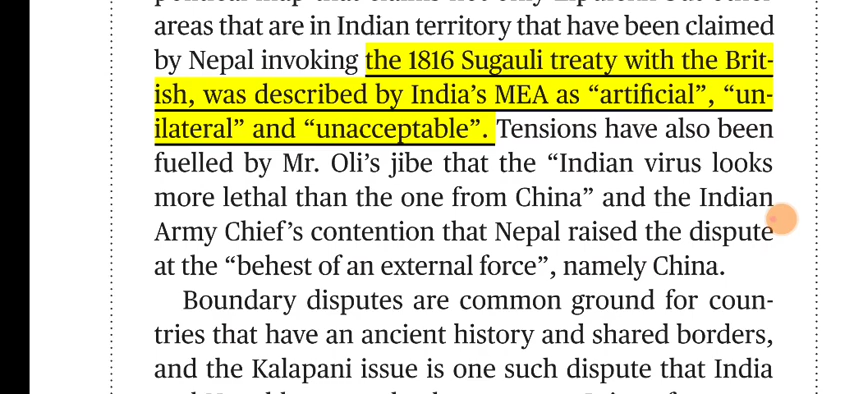 areas that are in Indian territory that have been claimed
by Nepal invoking the 1816 Sugauli treaty with the Brit-
ish, was described by India’s MEA as “artificial”, “un-
ilateral” and “unacceptable”. Tensions have also been
fuelled by Mr. Oli’s jibe that the “Indian virus looks
more lethal than the one from China” and the Indian
Army Chief’s contention that Nepal raised the dispute
at the “behest of an external force”, namely China.
Boundary disputes are common ground for coun-
tries that have an ancient history and shared borders,
and the Kalapani issue is one such dispute that India